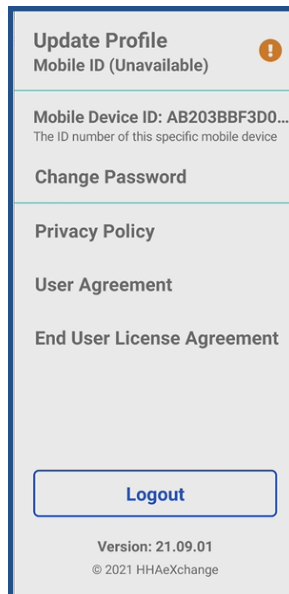 Update Profile
Mobile ID (Unavailable)
Mobile Device ID: AB203BBF3D0...
The ID number of this specific mobile device
Change Password
Privacy Policy
User Agreement
End User License Agreement
Logout
Version: 21.09.01
© 2021 HHAeXchange